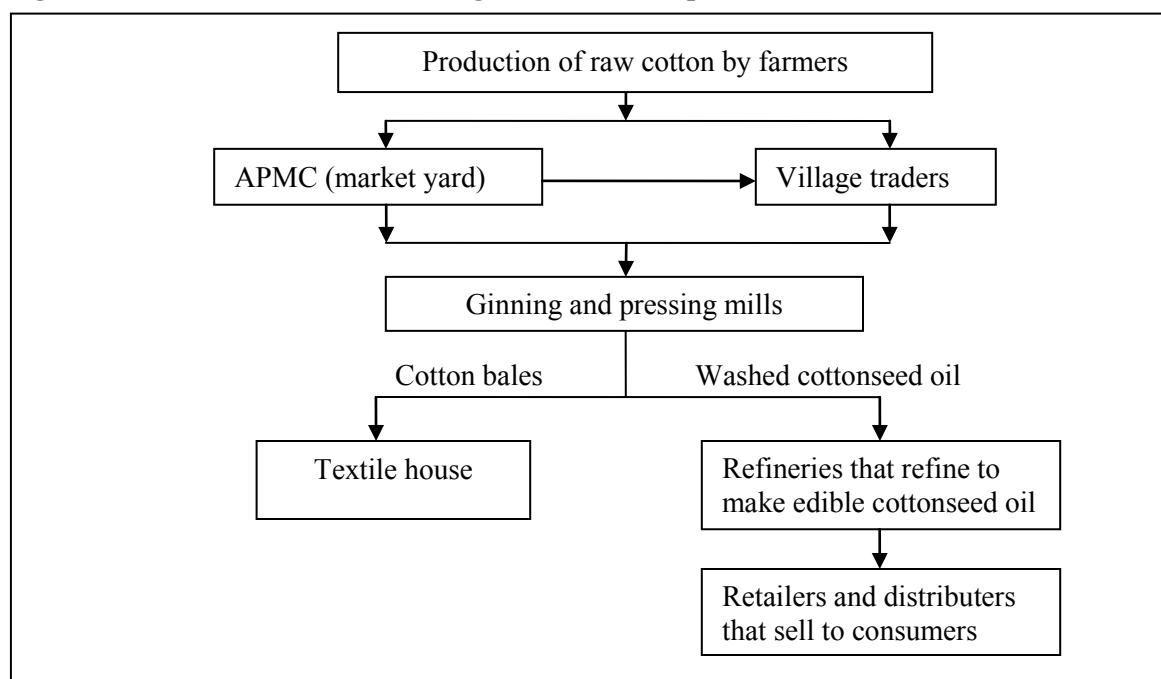 Production of raw cotton by farmers
APMC (market yard)
Village traders
Ginning and pressing mills
Cotton bales
Washed cottonseed oil
Textile house
Refineries that refine to
make edible cottonseed oil
Retailers and distributers
that sell to consumers